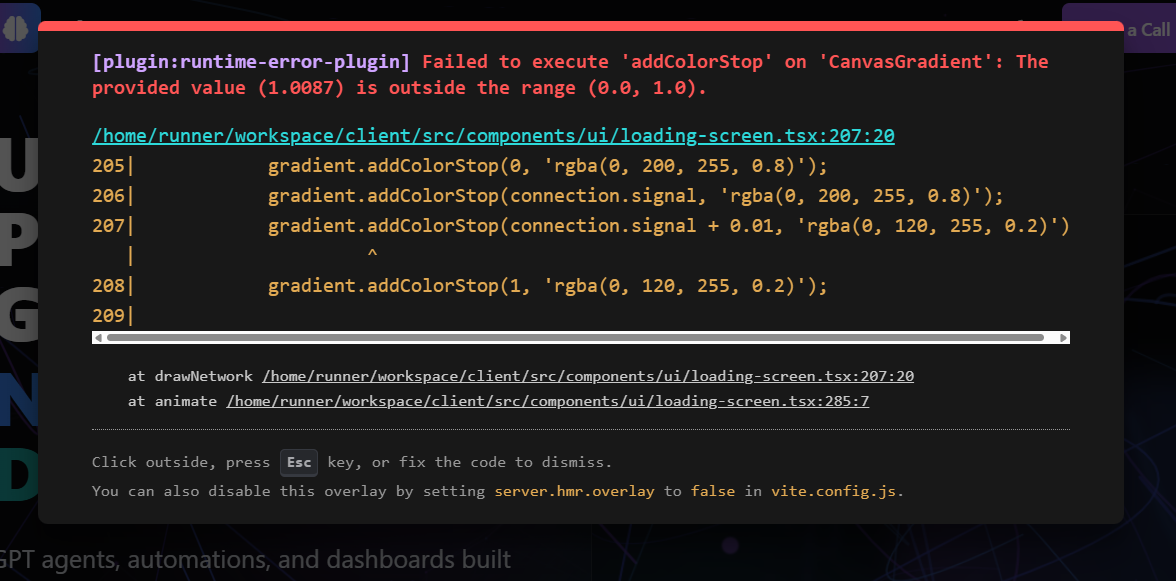 a Call
[plugin:runtime-error-plugin] Failed to execute 'addColorStop' on 'CanvasGradient': The
provided value (1.0087) is outside the range (0.0, 1.0).
/home/runner/workspace/client/src/components/ui/loading-screen.tsx:207:20
205|            gradient.addColorStop(0, 'rgba(0, 200, 255, 0.8)');
206|            gradient.addColorStop(connection.signal, 'rgba(0, 200, 255, 0.8)');
207|            gradient.addColorStop(connection.signal + 0.01, 'rgba(0, 120, 255, 0.2)')
   |                     ^
208|            gradient.addColorStop(1, 'rgba(0, 120, 255, 0.2)');
209|
at drawNetwork /home/runner/workspace/client/src/components/ui/loading-screen.tsx:207:20
at animate /home/runner/workspace/client/src/components/ui/loading-screen.tsx:285:7
Click outside, press Esc key, or fix the code to dismiss.
You can also disable this overlay by setting server.hmr.overlay to false in vite.config.js.
U
P
G
N
D
GPT agents, automations, and dashboards built